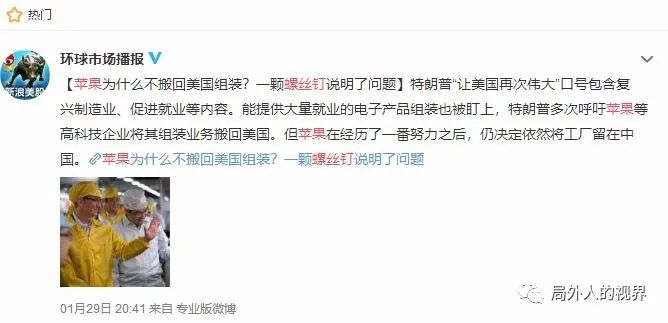 热门
环球市场播报
新浪美股
【苹果为什么不搬回美国组装？一颗螺丝钉说明了问题】特朗普“让美国再次伟大”口号包含复
兴制造业、促进就业等内容。能提供大量就业的电子产品组装也被盯上，特朗普多次呼吁苹果等
高科技企业将其组装业务搬回美国。但苹果在经历了一番努力之后，仍决定依然将工厂留在中
国。苹果为什么不搬回美国组装？一颗螺丝钉说明了问题
01月29日 20:41 来自 专业版微博
局外人的视界